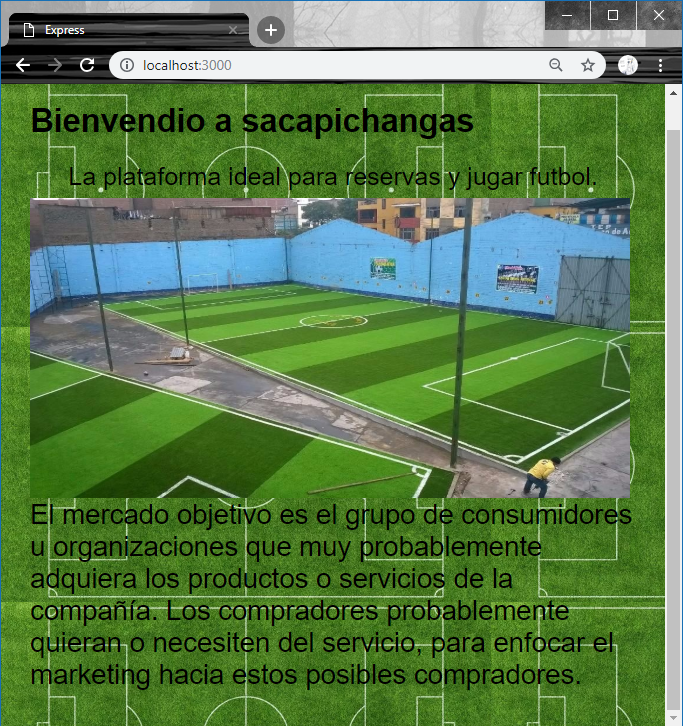 Express
localhost:3000
Bienvendio a sacapichangas
La plataforma ideal para reservas y jugar futbol.
El mercado objetivo es el grupo de consumidores
u organizaciones que muy probablemente
adquiera los productos o servicios de la
compañía. Los compradores probablemente
quieran o necesiten del servicio, para enfocar el
marketing hacia estos posibles compradores.